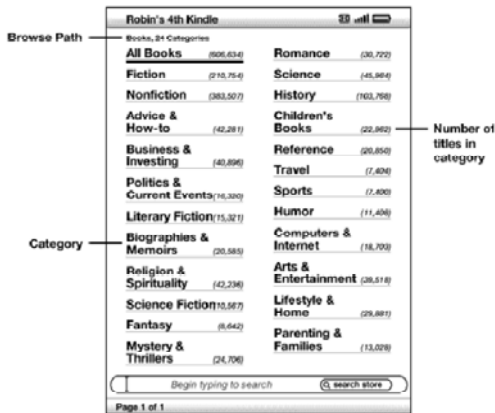 Robin's 4th Kindle
Browse Path
Books, 24 Categories
All Books (606,634)
Fiction (210,754)
Nonfiction (383,507)
Advice &
How-to (42,281)
Business &
Investing (40,896)
Politics &
Current Events (16,320)
Literary Fiction (15,321)
Category
Biographies &
Memoirs (20,585)
Religion &
Spirituality (42,236)
Science Fiction (10,587)
Fantasy (8,642)
Mystery &
Thrillers (24,706)
Romance (30,722)
Science (45,984)
History (103,768)
Children's
Books (22,982)
Number of
titles in
category
Reference (20,850)
Travel (7,404)
Sports (7,400)
Humor (11,406)
Computers &
Internet (18,703)
Arts &
Entertainment (39,518)
Lifestyle &
Home (29,881)
Parenting &
Families (13,028)
Begin typing to search
search store
Page 1 of 1